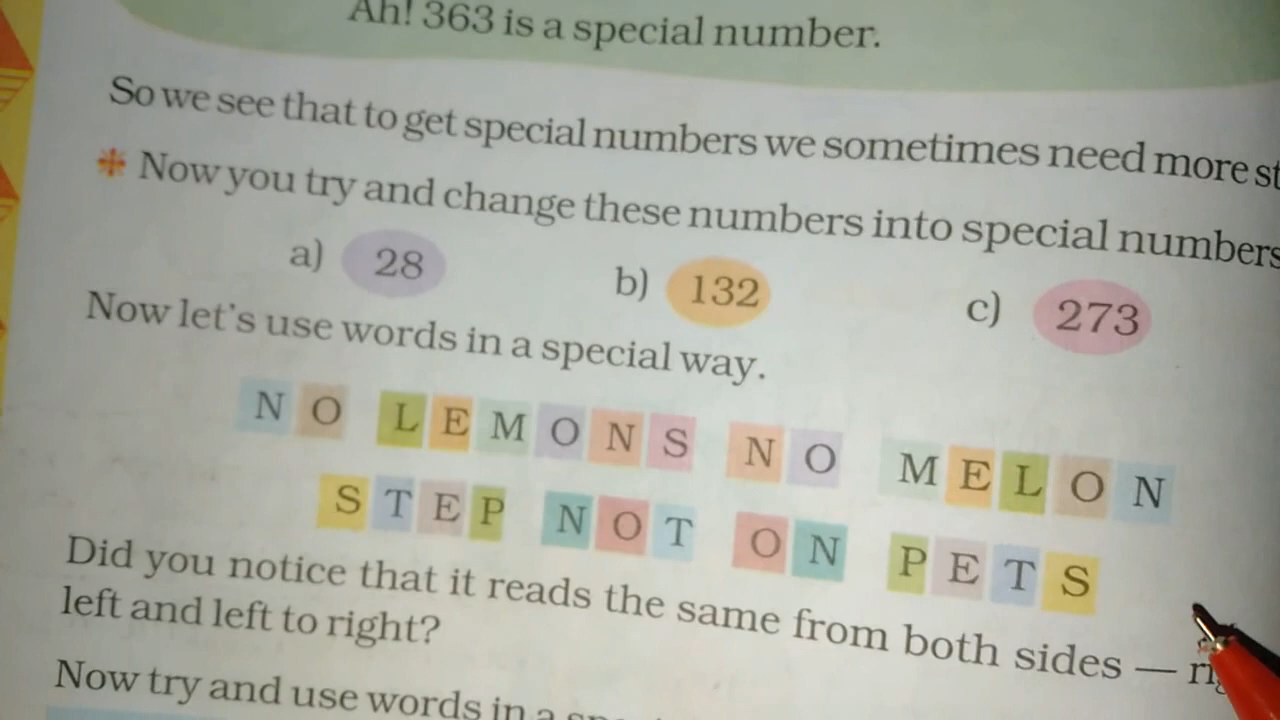 Ah! 363 is a special number.
So we see that to get special numbers we sometimes need more
✻ Now you try and change these numbers into special numbers
a) 28 b) 132 c) 273
Now let's use words in a special way.
NO LEMONS NO MELON
STEP NOT ON PETS
Did you notice that it reads the same from both sides —
left and left to right?
Now try and use words in a